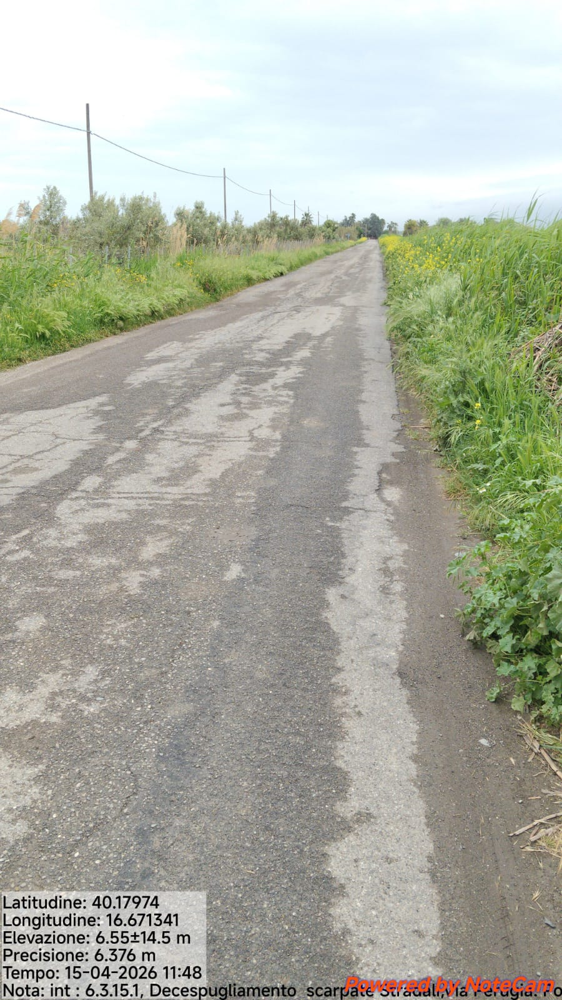 Latitudine: 40.17974
Longitudine: 16.671341
Elevazione: 6.55±14.5 m
Precisione: 6.376 m
Tempo: 15-04-2026 11:48
Nota: int : 6.3.15.1, Decespugliamento scarpate stradali,
Powered by NoteCam